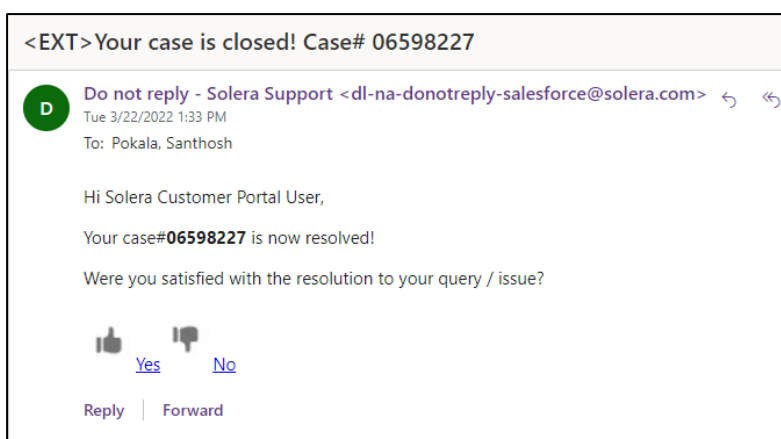 <EXT>Your case is closed! Case# 06598227
D
Do not reply - Solera Support <dl-na-donotreply-salesforce@solera.com>
Tue 3/22/2022 1:33 PM
To: Pokala, Santhosh
Hi Solera Customer Portal User,
Your case#06598227 is now resolved!
Were you satisfied with the resolution to your query / issue?
Yes No
Reply Forward